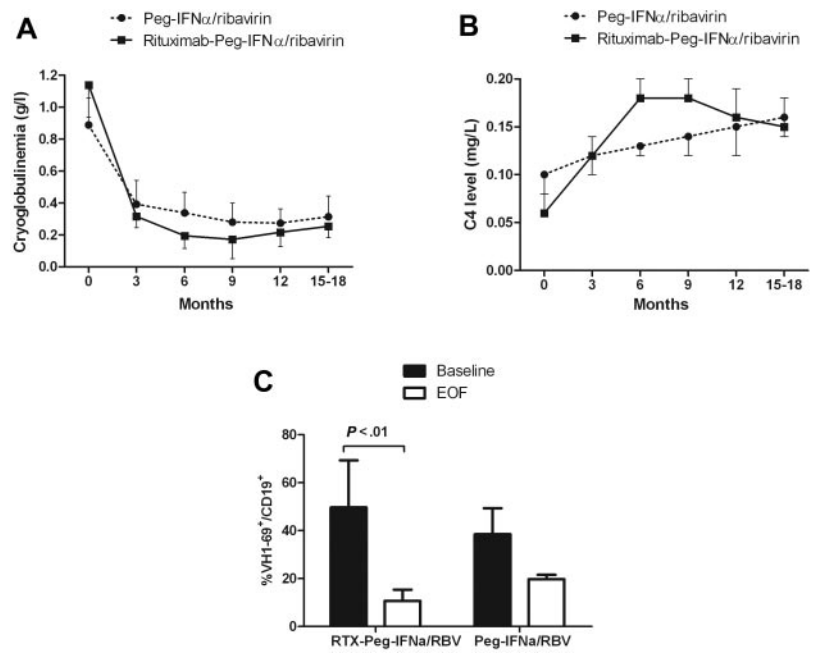 A
Peg-IFNα/ribavirin
Rituximab-Peg-IFNα/ribavirin
Cryoglobulinemia (g/l)
1.2
1.0
0.8
0.6
0.4
0.2
0.0
0 3 6 9 12 15-18
Months
B
Peg-IFNα/ribavirin
Rituximab-Peg-IFNα/ribavirin
C4 level (mg/L)
0.20
0.15
0.10
0.05
0.00
0 3 6 9 12 15-18
Months
C
Baseline
EOF
%VH1-69⁺/CD19⁺
80
60
40
20
0
P<.01
RTX-Peg-IFNa/RBV Peg-IFNa/RBV